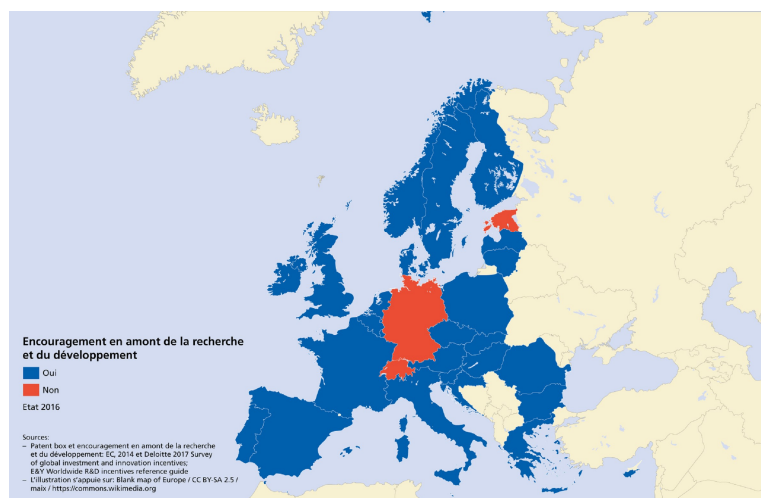 Encouragement en amont de la recherche
et du développement
Oui
Non
Etat 2016
Sources:
– Patent box et encouragement en amont de la recherche
et du développement: EC, 2014 et Deloitte 2017 Survey
of global investment and innovation incentives;
E&Y Worldwide R&D incentives reference guide
– L'illustration s'appuie sur: Blank map of Europe / CC BY-SA 2.5 /
maix / https://commons.wikimedia.org